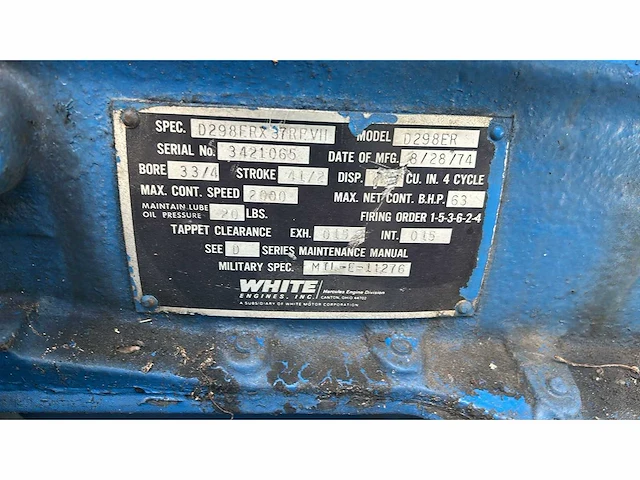 SPEC. MODEL D298ER
SERIAL No. 3421065 DATE OF MFG. 8/28/74
BORE 33/4 STROKE 41/2 DISP. CU. IN. 4 CYCLE
MAX. CONT. SPEED 2000 MAX. NET CONT. B.H.P. 63
MAINTAIN LUBE
OIL PRESSURE 20 LBS. FIRING ORDER 1-5-3-6-2-4
TAPPET CLEARANCE EXH. 015 INT. 015
SEE D SERIES MAINTENANCE MANUAL
MILITARY SPEC. MIL-E-11276
WHITE Hercules Engine Division
ENGINES, INC. CANTON, OHIO 44702
A SUBSIDIARY OF WHITE MOTOR CORPORATION